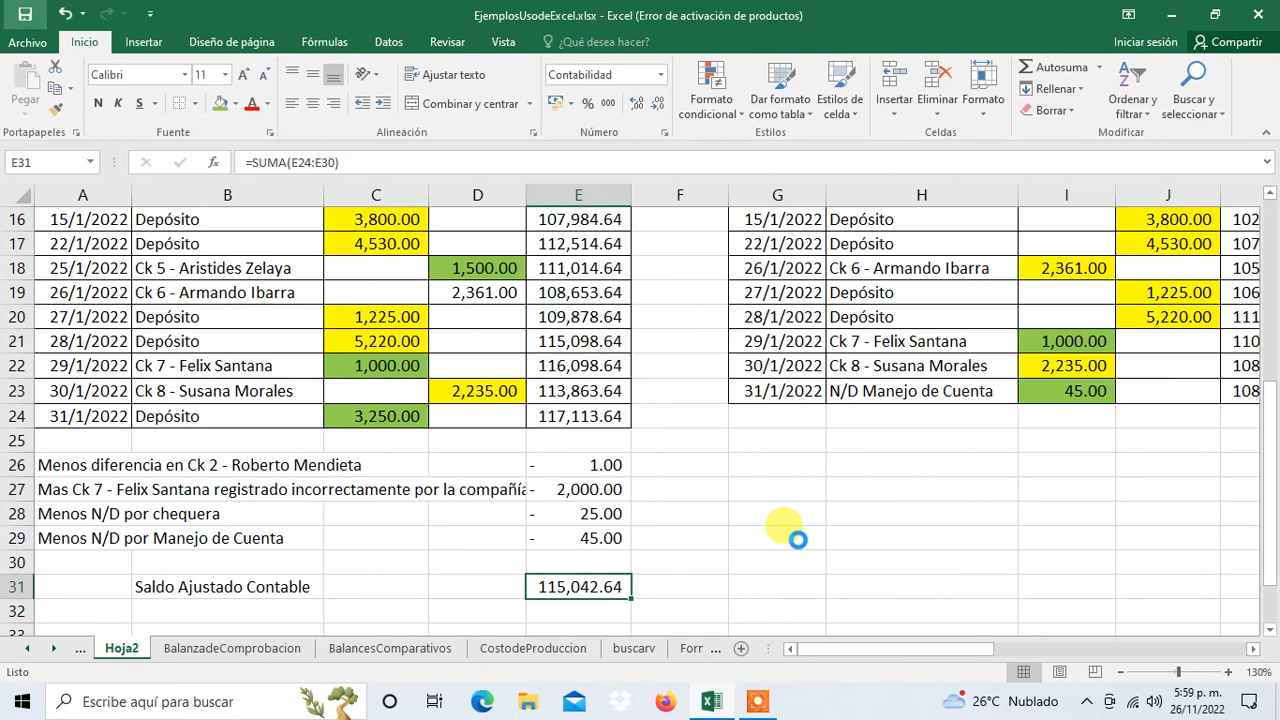 EjemplosUsodeExcel.xlsx - Excel (Error de activación de productos)
Archivo Inicio Insertar Diseño de página Fórmulas Datos Revisar Vista ¿Qué desea hacer? Iniciar sesión Compartir
Pegar Calibri 11 Ajustar texto Contabilidad Formato condicional Dar formato como tabla Estilos de celda Insertar Eliminar Formato Autosuma Ordenar y filtrar Buscar y seleccionar
N K S A Combinar y centrar % 000 Rellenar
Borrar
Portapapeles Fuente Alineación Número Estilos Celdas Modificar
E31 fx =SUMA(E24:E30)
A B C D E F G H I J
16 15/1/2022 Depósito 3,800.00 107,984.64 15/1/2022 Depósito 3,800.00 102
17 22/1/2022 Depósito 4,530.00 112,514.64 22/1/2022 Depósito 4,530.00 107
18 25/1/2022 Ck 5 - Aristides Zelaya 1,500.00 111,014.64 26/1/2022 Ck 6 - Armando Ibarra 2,361.00 105
19 26/1/2022 Ck 6 - Armando Ibarra 2,361.00 108,653.64 27/1/2022 Depósito 1,225.00 106
20 27/1/2022 Depósito 1,225.00 109,878.64 28/1/2022 Depósito 5,220.00 111
21 28/1/2022 Depósito 5,220.00 115,098.64 29/1/2022 Ck 7 - Felix Santana 1,000.00 110
22 29/1/2022 Ck 7 - Felix Santana 1,000.00 116,098.64 30/1/2022 Ck 8 - Susana Morales 2,235.00 108
23 30/1/2022 Ck 8 - Susana Morales 2,235.00 113,863.64 31/1/2022 N/D Manejo de Cuenta 45.00 108
24 31/1/2022 Depósito 3,250.00 117,113.64
25
26 Menos diferencia en Ck 2 - Roberto Mendieta - 1.00
27 Mas Ck 7 - Felix Santana registrado incorrectamente por la compañía - 2,000.00
28 Menos N/D por chequera - 25.00
29 Menos N/D por Manejo de Cuenta - 45.00
30
31 Saldo Ajustado Contable 115,042.64
32
33
... Hoja2 BalanzadeComprobacion BalancesComparativos CostodeProduccion buscarv Forr ...
Listo 130%
Escribe aquí para buscar 26°C Nublado 5:59 p. m.
26/11/2022